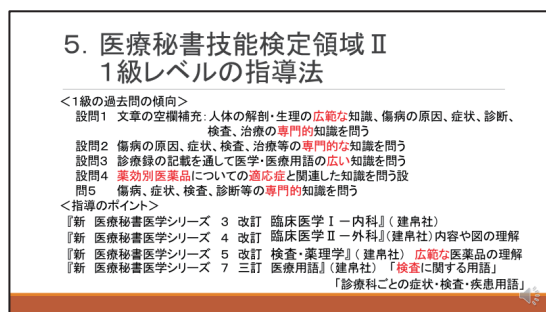 5. 医療秘書技能検定領域Ⅱ
1級レベルの指導法
＜1級の過去問の傾向＞
設問1 文章の空欄補充：人体の解剖・生理の広範な知識、傷病の原因、症状、診断、
検査、治療の専門的知識を問う
設問2 傷病の原因、症状、検査、治療等の専門的な知識を問う
設問3 診療録の記載を通して医学・医療用語の広い知識を問う
設問4 薬効別医薬品についての適応症と関連した知識を問う設
問5 傷病、症状、検査、診断等の専門的知識を問う
＜指導のポイント＞
『新 医療秘書医学シリーズ 3 改訂 臨床医学Ⅰ－内科』（建帛社）
『新 医療秘書医学シリーズ 4 改訂 臨床医学Ⅱ－外科』（建帛社）内容や図の理解
『新 医療秘書医学シリーズ 5 改訂 検査・薬理学』（建帛社） 広範な医薬品の理解
『新 医療秘書医学シリーズ 7 三訂 医療用語』（建帛社） 「検査に関する用語」
「診療科ごとの症状・検査・疾患用語」